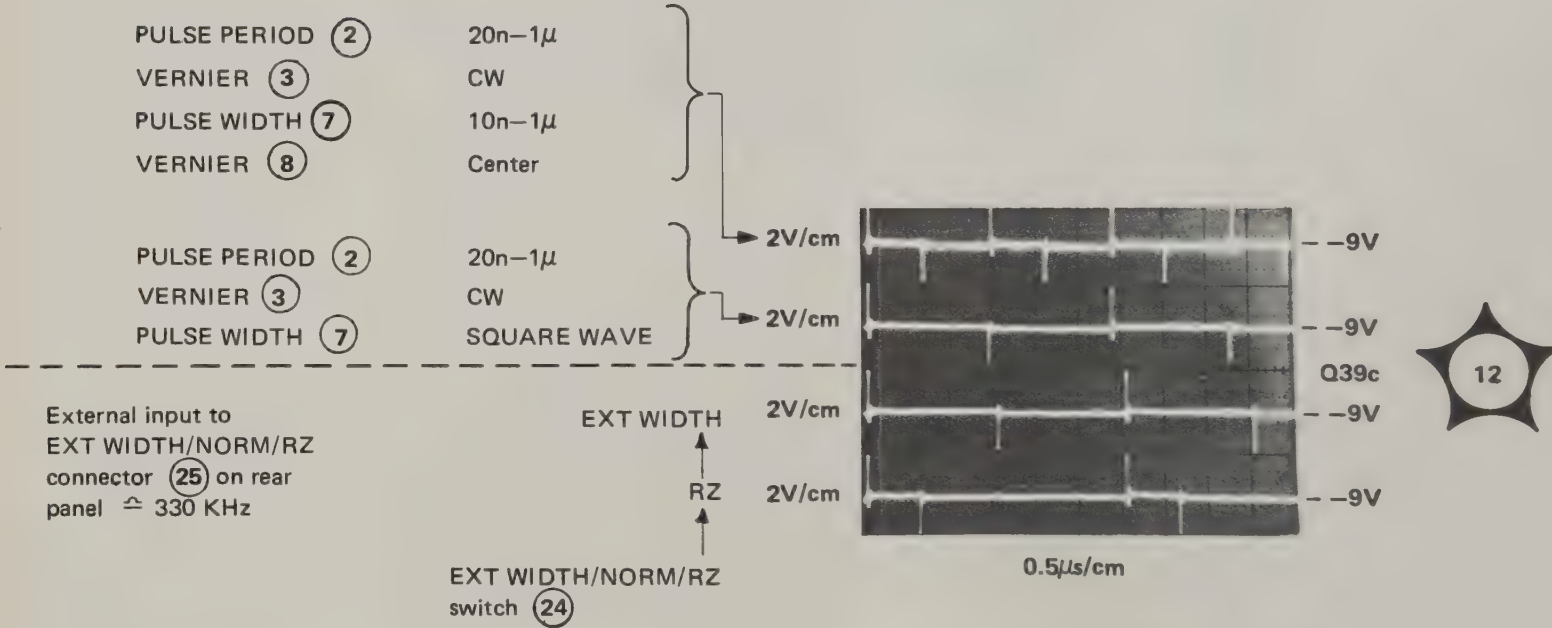 PULSE PERIOD 2 20n–1μ
VERNIER 3 CW
PULSE WIDTH 7 10n–1μ
VERNIER 8 Center
2V/cm – –9V
PULSE PERIOD 2 20n–1μ
VERNIER 3 CW
PULSE WIDTH 7 SQUARE WAVE
2V/cm – –9V
Q39c
12
External input to
EXT WIDTH/NORM/RZ
connector 25 on rear
panel ≙ 330 KHz
EXT WIDTH 2V/cm – –9V
RZ 2V/cm – –9V
EXT WIDTH/NORM/RZ
switch 24
0.5μs/cm